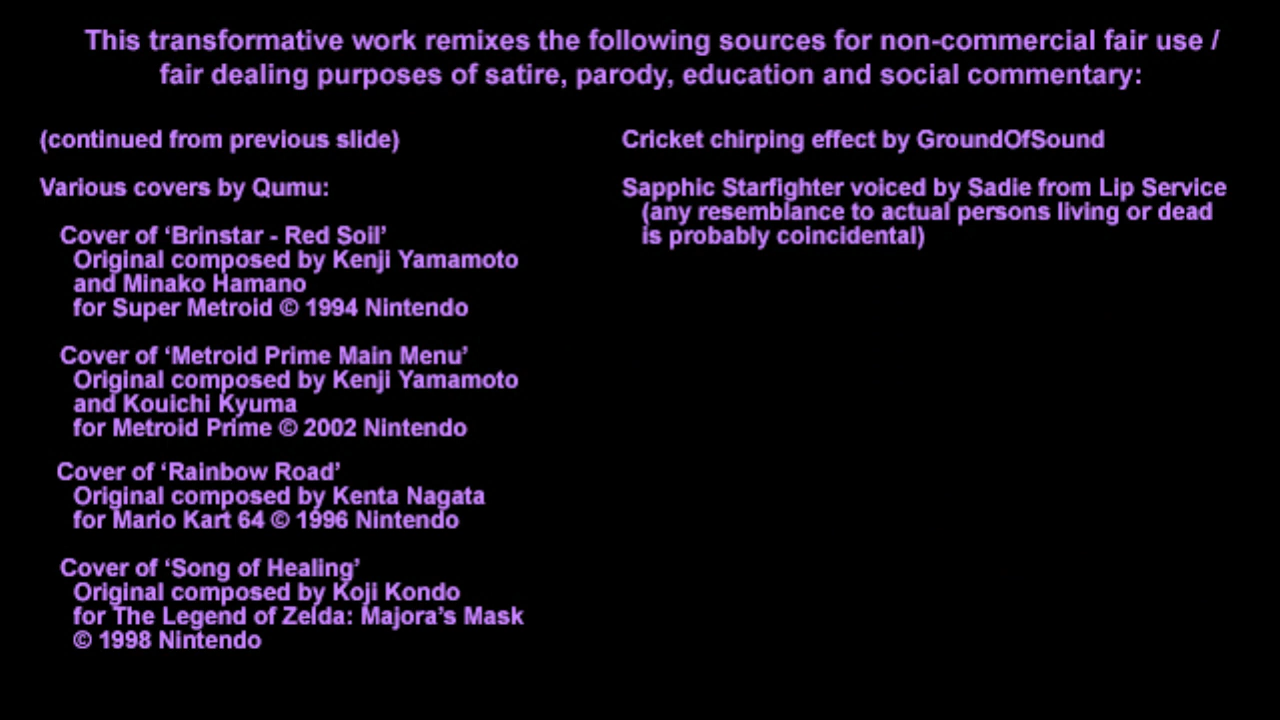 This transformative work remixes the following sources for non-commercial fair use /
fair dealing purposes of satire, parody, education and social commentary:
(continued from previous slide)
Various covers by Qumu:
Cover of ‘Brinstar - Red Soil’
Original composed by Kenji Yamamoto
and Minako Hamano
for Super Metroid © 1994 Nintendo
Cover of ‘Metroid Prime Main Menu’
Original composed by Kenji Yamamoto
and Kouichi Kyuma
for Metroid Prime © 2002 Nintendo
Cover of ‘Rainbow Road’
Original composed by Kenta Nagata
for Mario Kart 64 © 1996 Nintendo
Cover of ‘Song of Healing’
Original composed by Koji Kondo
for The Legend of Zelda: Majora’s Mask
© 1998 Nintendo
Cricket chirping effect by GroundOfSound
Sapphic Starfighter voiced by Sadie from Lip Service
(any resemblance to actual persons living or dead
is probably coincidental)